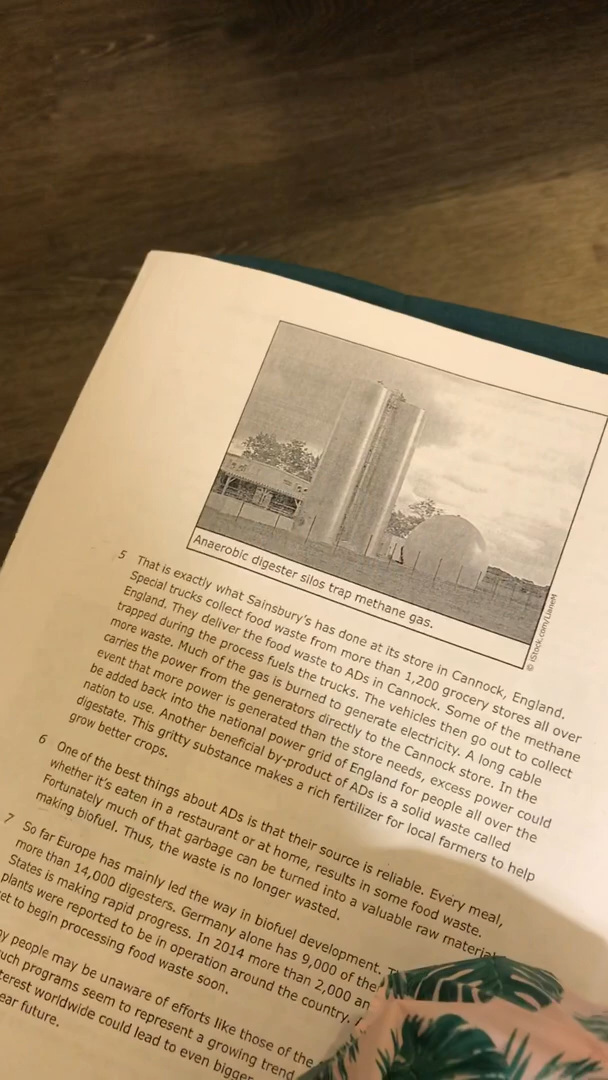 Anaerobic digester silos trap methane gas.
© iStock.com/LianeM
5 That is exactly what Sainsbury's has done at its store in Cannock, England.
Special trucks collect food waste from more than 1,200 grocery stores all over
England. They deliver the food waste to ADs in Cannock. Some of the methane
trapped during the process fuels the trucks. The vehicles then go out to collect
more waste. Much of the gas is burned to generate electricity. A long cable
carries the power from the generators directly to the Cannock store. In the
event that more power is generated than the store needs, excess power could
be added back into the national power grid of England for people all over the
nation to use. Another beneficial by-product of ADs is a solid waste called
digestate. This gritty substance makes a rich fertilizer for local farmers to help
grow better crops.
6 One of the best things about ADs is that their source is reliable. Every meal,
whether it's eaten in a restaurant or at home, results in some food waste.
Fortunately much of that garbage can be turned into a valuable raw material
making biofuel. Thus, the waste is no longer wasted.
7 So far Europe has mainly led the way in biofuel development. T
more than 14,000 digesters. Germany alone has 9,000 of the
States is making rapid progress. In 2014 more than 2,000 an
plants were reported to be in operation around the country.
et to begin processing food waste soon.
y people may be unaware of efforts like those of the
uch programs seem to represent a growing trend
terest worldwide could lead to even bigger
ear future.